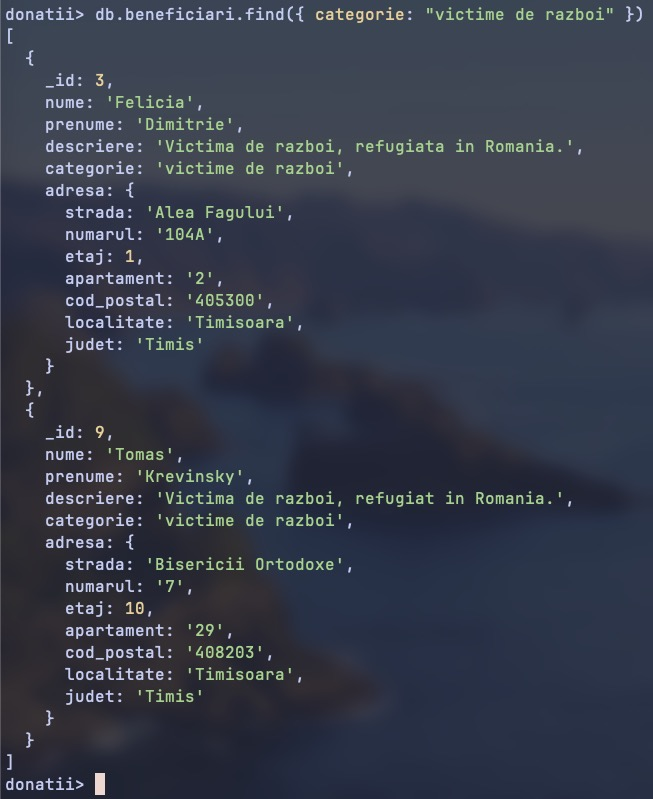 donatii> db.beneficiari.find({ categorie: "victime de razboi" })
[
  {
    _id: 3,
    nume: 'Felicia',
    prenume: 'Dimitrie',
    descriere: 'Victima de razboi, refugiata in Romania.',
    categorie: 'victime de razboi',
    adresa: {
      strada: 'Alea Fagului',
      numarul: '104A',
      etaj: 1,
      apartament: '2',
      cod_postal: '405300',
      localitate: 'Timisoara',
      judet: 'Timis'
    }
  },
  {
    _id: 9,
    nume: 'Tomas',
    prenume: 'Krevinsky',
    descriere: 'Victima de razboi, refugiat in Romania.',
    categorie: 'victime de razboi',
    adresa: {
      strada: 'Bisericii Ortodoxe',
      numarul: '7',
      etaj: 10,
      apartament: '29',
      cod_postal: '408203',
      localitate: 'Timisoara',
      judet: 'Timis'
    }
  }
]
donatii>